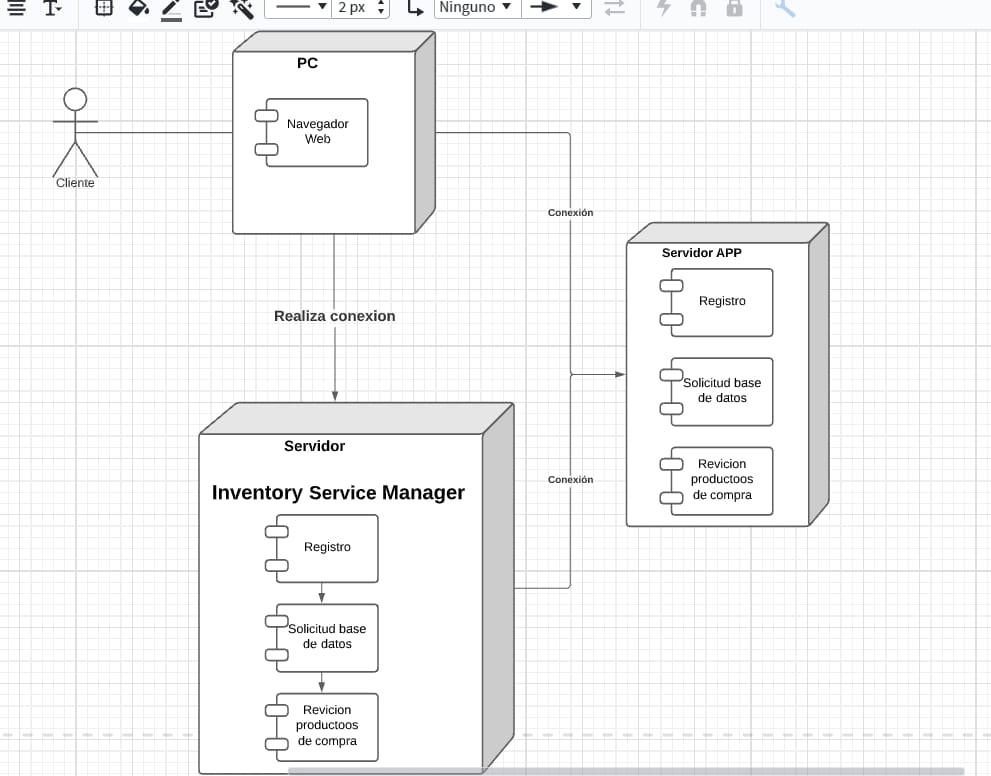 2 px
Ninguno
PC
Navegador
Web
Cliente
Conexión
Servidor APP
Registro
Solicitud base
de datos
Revicion
productoos
de compra
Realiza conexion
Servidor
Inventory Service Manager
Conexión
Registro
Solicitud base
de datos
Revicion
productoos
de compra